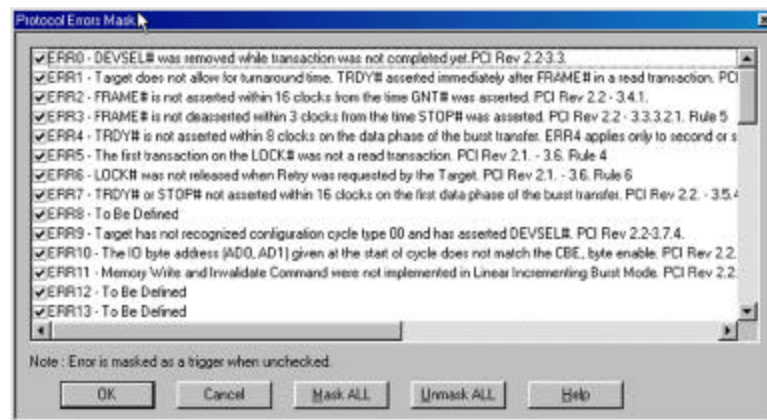 Protocol Errors Mask
ERR0 - DEVSEL# was removed while transaction was not completed yet.PCI Rev 2.2-3.3.
ERR1 - Target does not allow for turnaround time. TRDY# asserted immediately after FRAME# in a read transaction. PCI
ERR2 - FRAME# is not asserted within 16 clocks from the time GNT# was asserted. PCI Rev 2.2 - 3.4.1.
ERR3 - FRAME# is not deasserted within 3 clocks from the time STOP# was asserted. PCI Rev 2.2 - 3.3.3.2.1. Rule 5
ERR4 - TRDY# is not asserted within 8 clocks on the data phase of the burst transfer. ERR4 applies only to second or s
ERR5 - The first transaction on the LOCK# was not a read transaction. PCI Rev 2.1. - 3.6. Rule 4
ERR6 - LOCK# was not released when Retry was requested by the Target. PCI Rev 2.1. - 3.6. Rule 6
ERR7 - TRDY# or STOP# not asserted within 16 clocks on the first data phase of the burst transfer. PCI Rev 2.2. - 3.5.4
ERR8 - To Be Defined
ERR9 - Target has not recognized configuration cycle type 00 and has asserted DEVSEL#. PCI Rev 2.2-3.7.4.
ERR10 - The IO byte address (AD0, AD1) given at the start of cycle does not match the CBE_ byte enable. PCI Rev 2.2.
ERR11 - Memory Write and Invalidate Command were not implemented in Linear Incrementing Burst Mode. PCI Rev 2.2
ERR12 - To Be Defined
ERR13 - To Be Defined
Note : Error is masked as a trigger when unchecked.
OK Cancel Mask ALL Unmask ALL Help